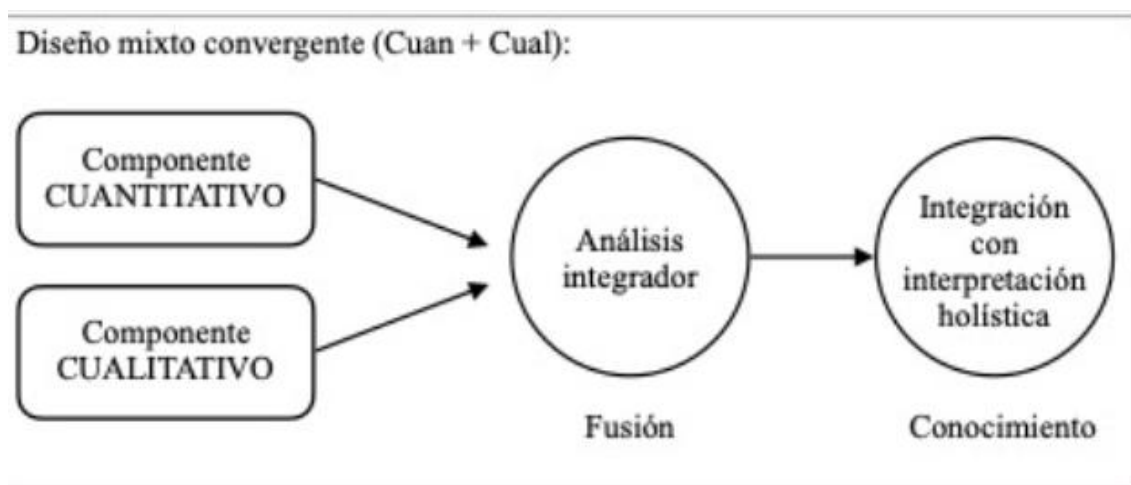 Diseño mixto convergente (Cuan + Cual):
Componente
CUANTITATIVO
Componente
CUALITATIVO
Análisis
integrador
Fusión
Integración
con
interpretación
holística
Conocimiento